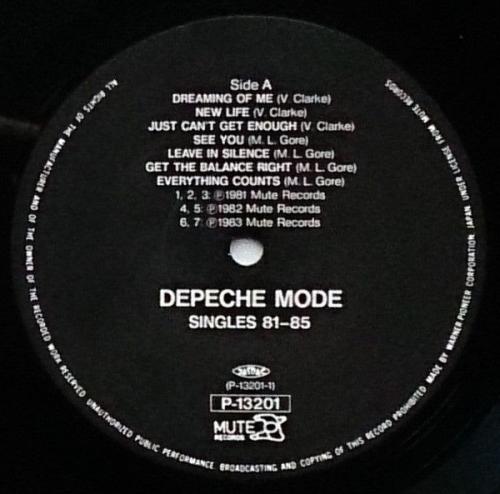 Side A
DREAMING OF ME (V. Clarke)
NEW LIFE (V. Clarke)
JUST CAN'T GET ENOUGH (V. Clarke)
SEE YOU (M. L. Gore)
LEAVE IN SILENCE (M. L. Gore)
GET THE BALANCE RIGHT (M. L. Gore)
EVERYTHING COUNTS (M. L. Gore)
1, 2, 3: ℗1981 Mute Records
4, 5: ℗1982 Mute Records
6, 7: ℗1983 Mute Records
DEPECHE MODE
SINGLES 81–85
JASRAC
(P-13201-1)
P-13201
MUTE
RECORDS
ALL RIGHTS OF THE MANUFACTURER AND OF THE OWNER OF THE RECORDED WORK RESERVED UNAUTHORIZED PUBLIC PERFORMANCE BROADCASTING AND COPYING OF THIS RECORD PROHIBITED. MADE BY WARNER-PIONEER CORPORATION, JAPAN. UNDER LICENSE FROM MUTE RECORDS